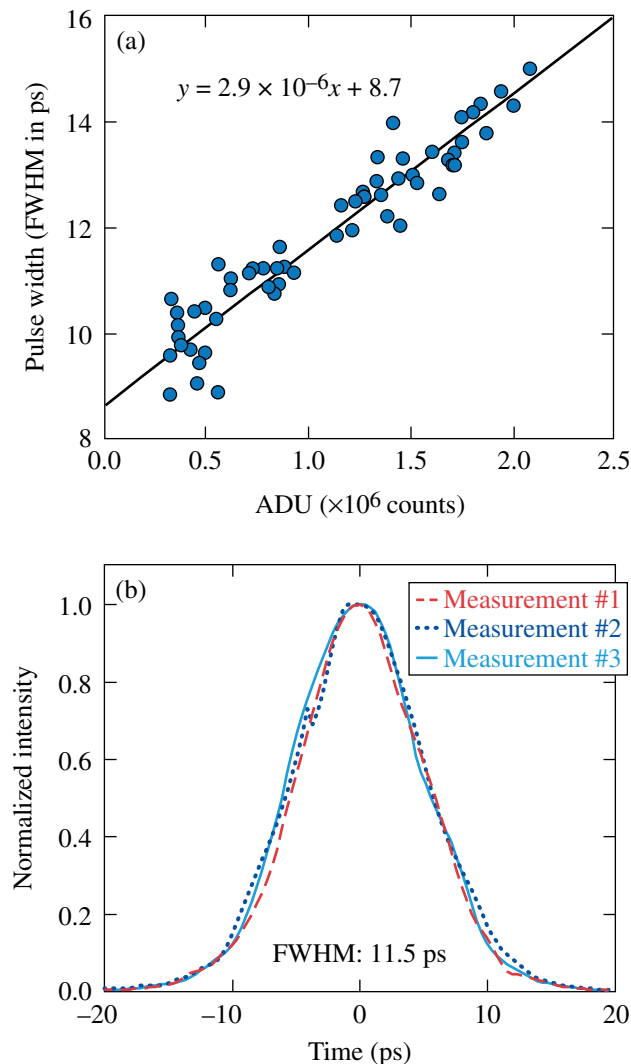 (a)
y = 2.9 × 10⁻⁶x + 8.7
16
14
12
10
8
Pulse width (FWHM in ps)
0.0 0.5 1.0 1.5 2.0 2.5
ADU (×10⁶ counts)
(b)
Measurement #1
Measurement #2
Measurement #3
1.0
0.8
0.6
0.4
0.2
0.0
Normalized intensity
FWHM: 11.5 ps
–20 –10 0 10 20
Time (ps)